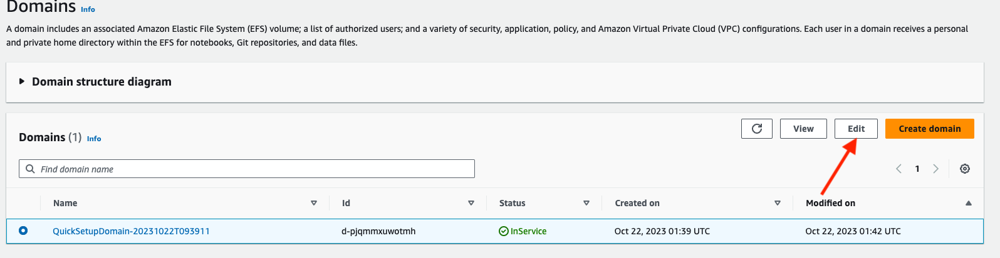 Domains Info
A domain includes an associated Amazon Elastic File System (EFS) volume; a list of authorized users; and a variety of security, application, policy, and Amazon Virtual Private Cloud (VPC) configurations. Each user in a domain receives a personal
and private home directory within the EFS for notebooks, Git repositories, and data files.
Domain structure diagram
Domains (1) Info View Edit Create domain
Find domain name 1
Name Id Status Created on Modified on
QuickSetupDomain-20231022T093911 d-pjqmmxuwotmh InService Oct 22, 2023 01:39 UTC Oct 22, 2023 01:42 UTC